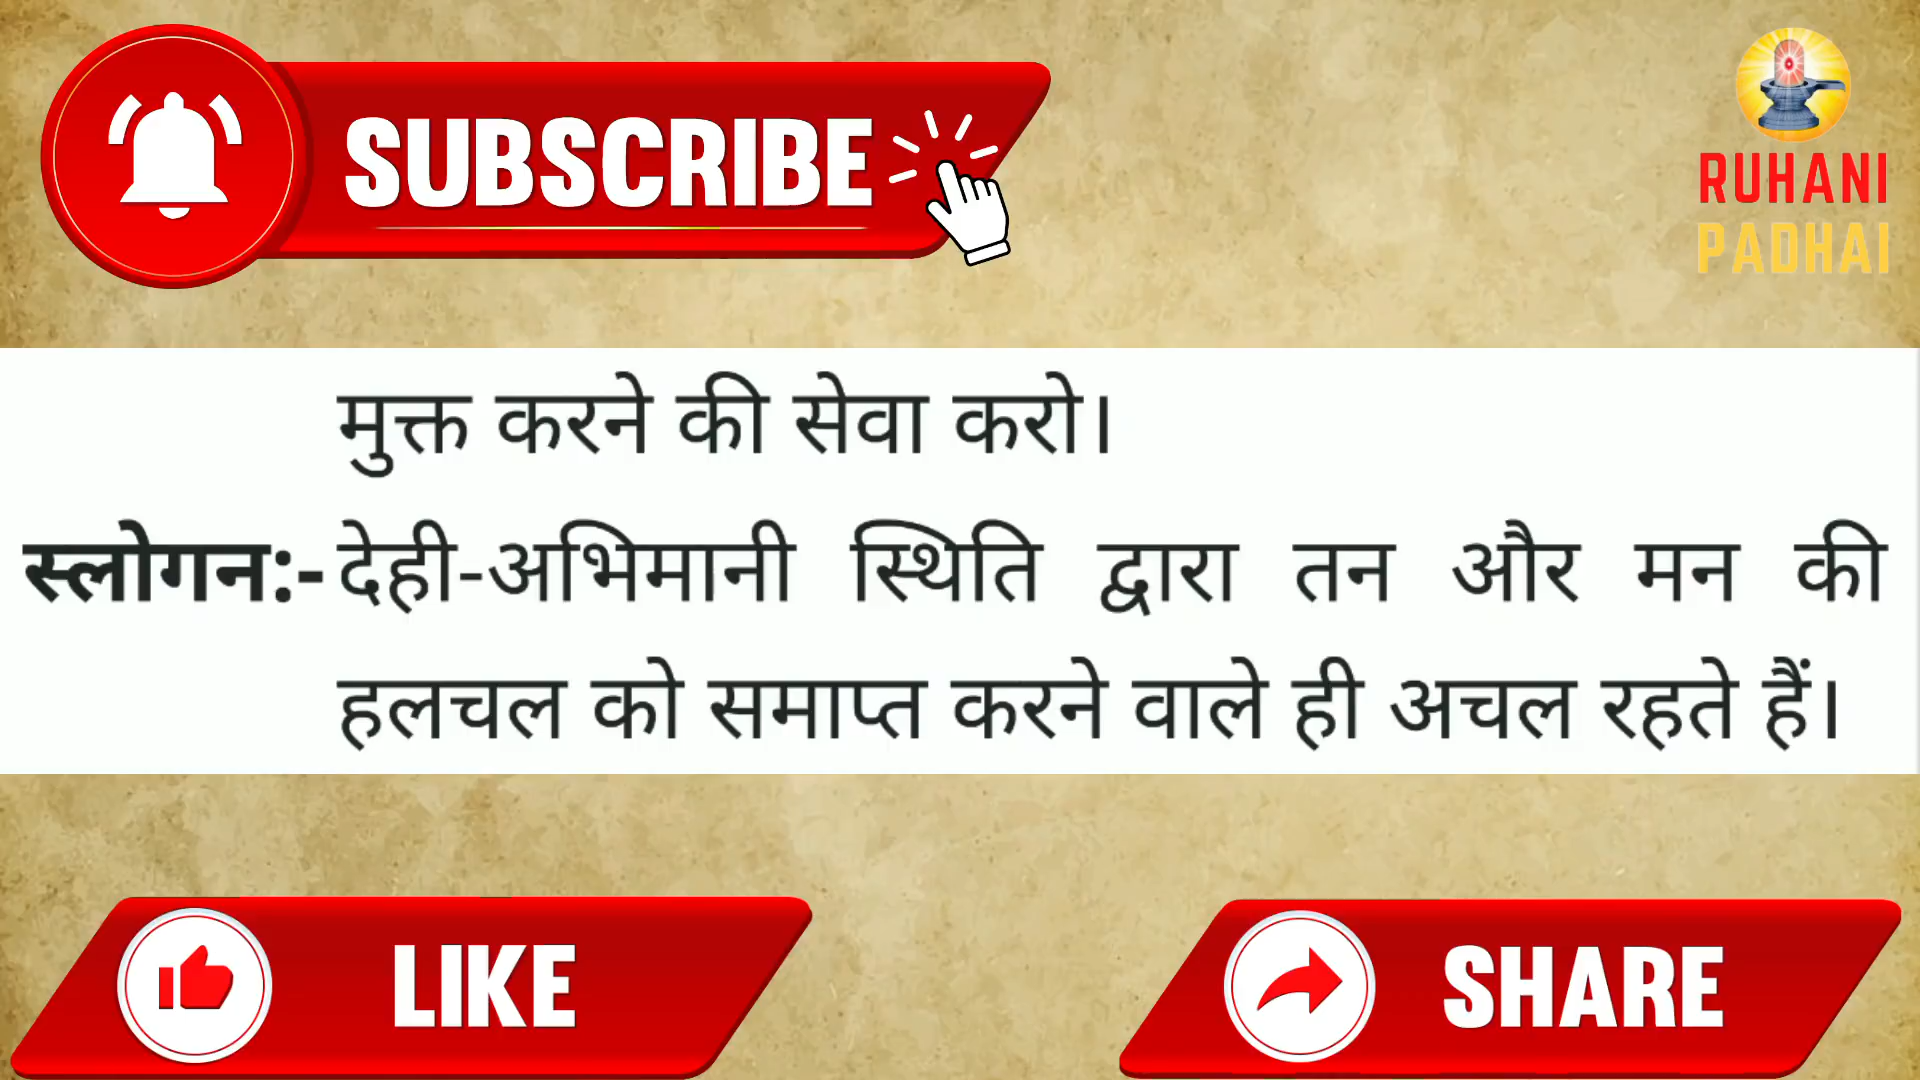 SUBSCRIBE
RUHANI
PADHAI
मुक्त करने की सेवा करो।
स्लोगन:- देही-अभिमानी स्थिति द्वारा तन और मन की
हलचल को समाप्त करने वाले ही अचल रहते हैं।
LIKE
SHARE